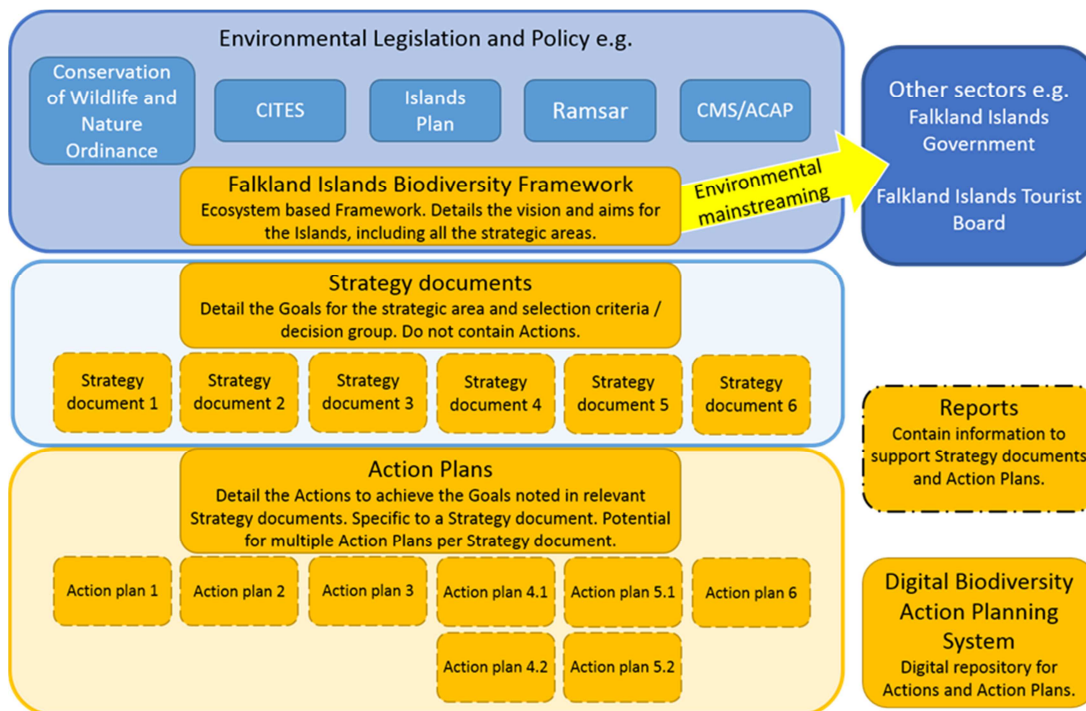 Environmental Legislation and Policy e.g.
Conservation
of Wildlife and
Nature
Ordinance
CITES
Islands
Plan
Ramsar
CMS/ACAP
Falkland Islands Biodiversity Framework
Ecosystem based Framework. Details the vision and aims for
the Islands, including all the strategic areas.
Environmental
mainstreaming
Other sectors e.g.
Falkland Islands
Government
Falkland Islands Tourist
Board
Strategy documents
Detail the Goals for the strategic area and selection criteria /
decision group. Do not contain Actions.
Strategy
document 1
Strategy
document 2
Strategy
document 3
Strategy
document 4
Strategy
document 5
Strategy
document 6
Reports
Contain information to
support Strategy documents
and Action Plans.
Action Plans
Detail the Actions to achieve the Goals noted in relevant
Strategy documents. Specific to a Strategy document. Potential
for multiple Action Plans per Strategy document.
Action plan 1
Action plan 2
Action plan 3
Action plan 4.1
Action plan 5.1
Action plan 6
Action plan 4.2
Action plan 5.2
Digital Biodiversity
Action Planning
System
Digital repository for
Actions and Action Plans.